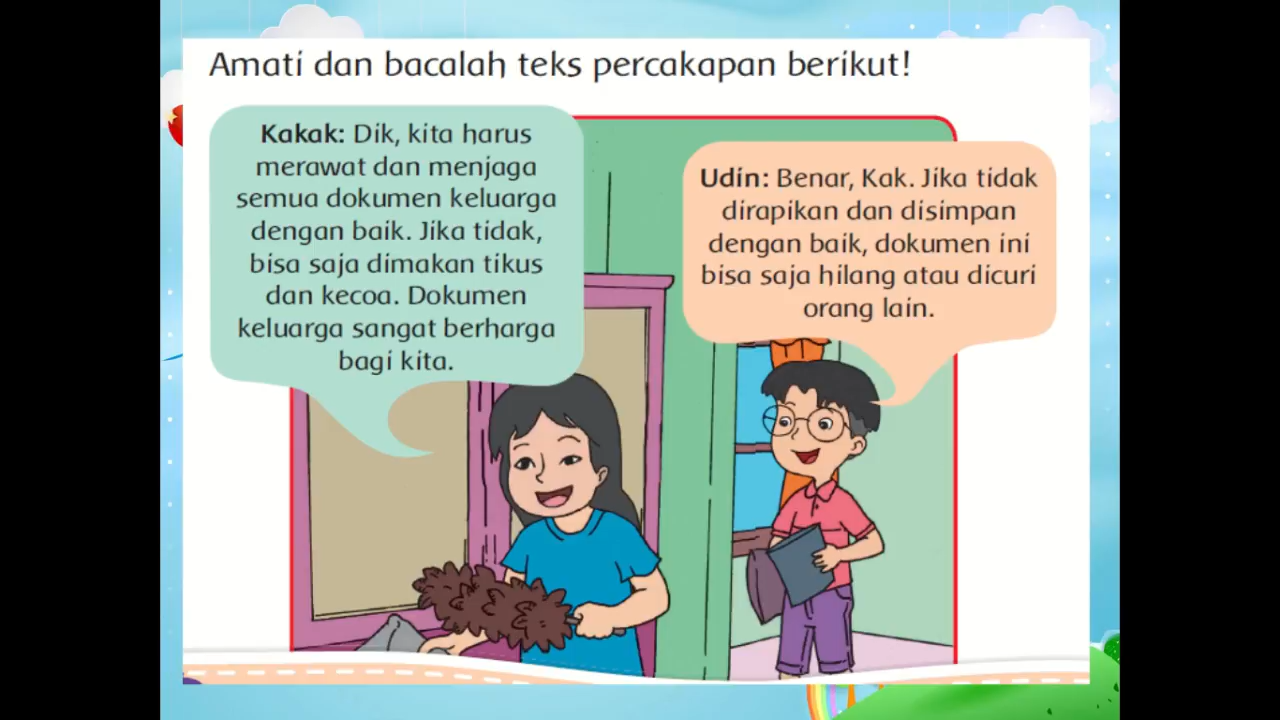 Amati dan bacalah teks percakapan berikut!
Kakak: Dik, kita harus
merawat dan menjaga
semua dokumen keluarga
dengan baik. Jika tidak,
bisa saja dimakan tikus
dan kecoa. Dokumen
keluarga sangat berharga
bagi kita.
Udin: Benar, Kak. Jika tidak
dirapikan dan disimpan
dengan baik, dokumen ini
bisa saja hilang atau dicuri
orang lain.